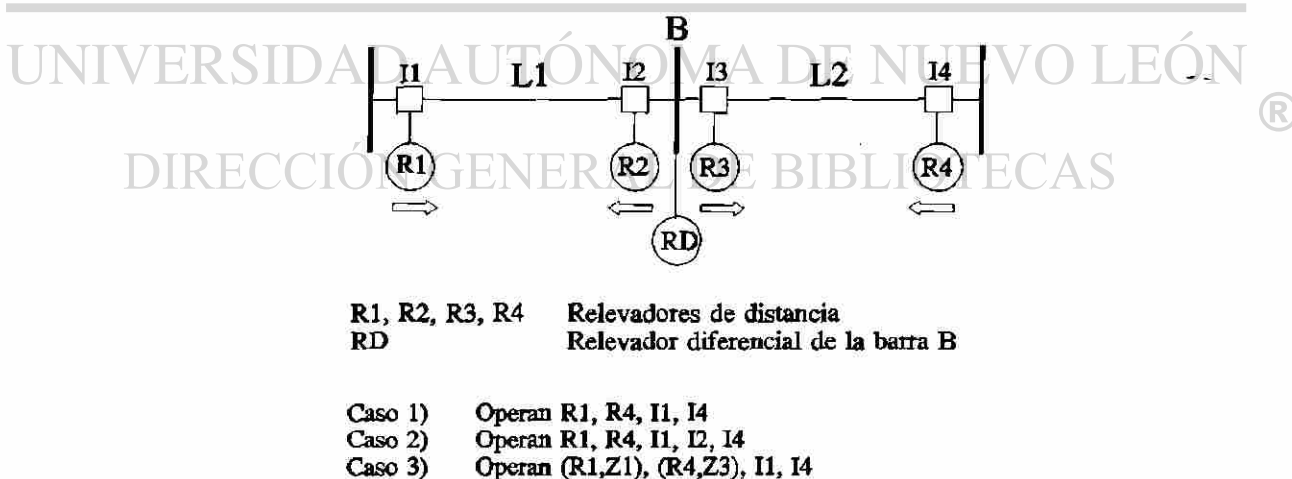 UNIVERSIDAD AUTÓNOMA DE NUEVO LEÓN
®
DIRECCIÓN GENERAL DE BIBLIOTECAS
B
I1 L1 I2 I3 L2 I4
R1 R2 R3 R4
RD
R1, R2, R3, R4 Relevadores de distancia
RD Relevador diferencial de la barra B
Caso 1) Operan R1, R4, I1, I4
Caso 2) Operan R1, R4, I1, I2, I4
Caso 3) Operan (R1,Z1), (R4,Z3), I1, I4